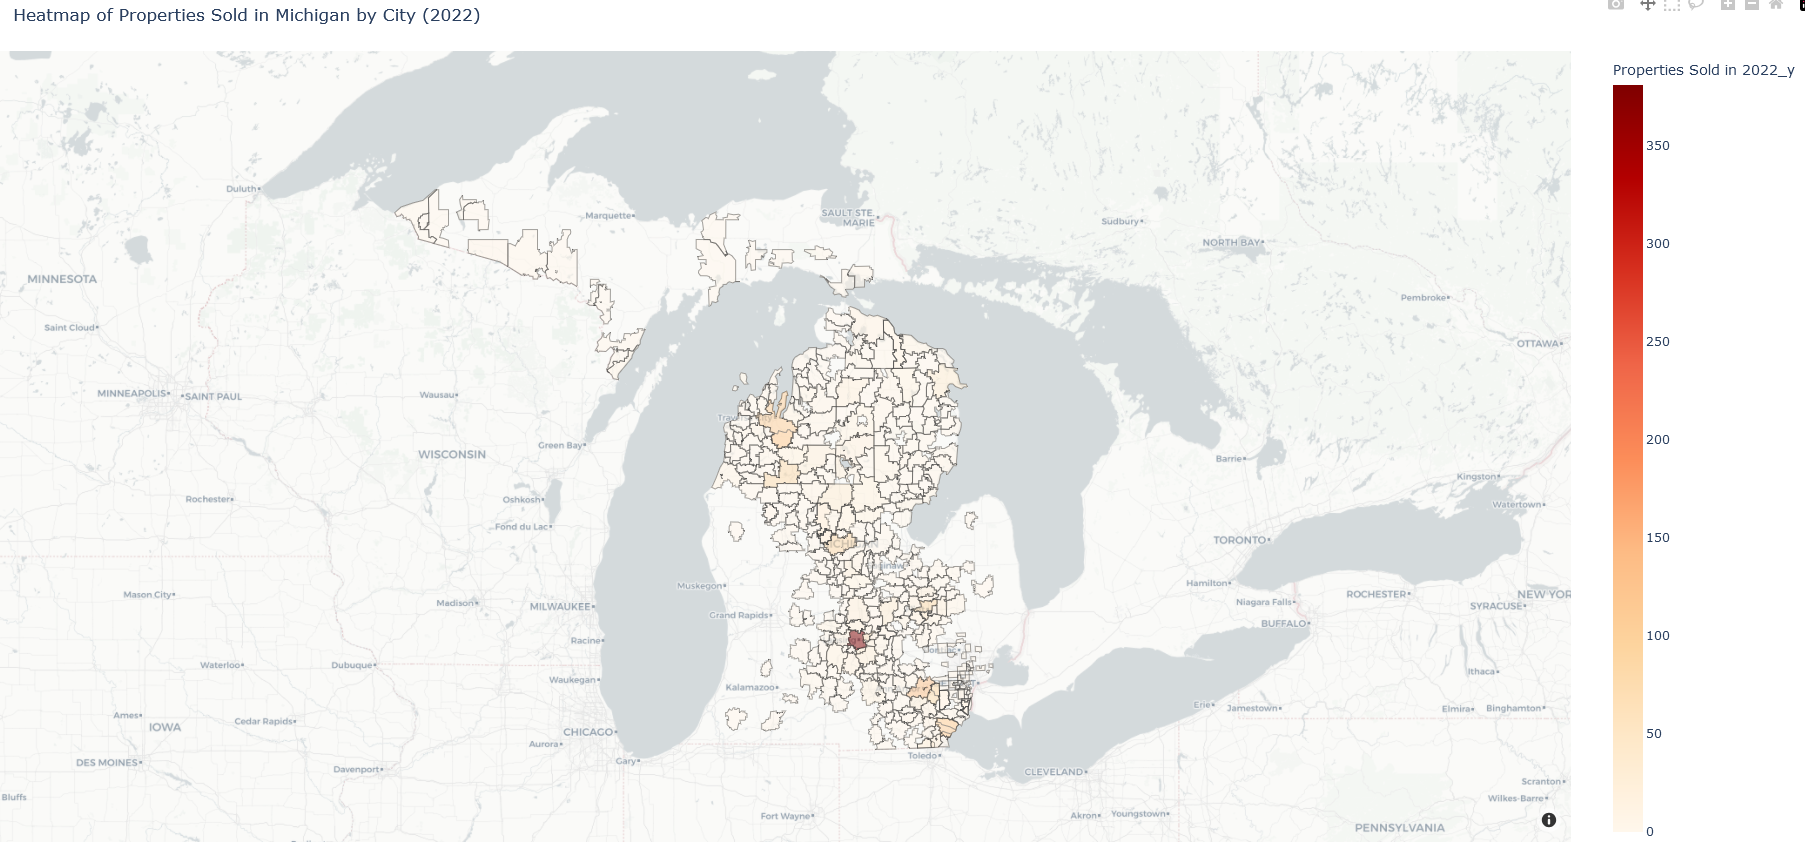 Heatmap of Properties Sold in Michigan by City (2022)
Properties Sold in 2022_y
350
300
250
200
150
100
50
0
Duluth
Marquette
SAULT STE.
MARIE
Sudbury
NORTH BAY
MINNESOTA
Pembroke
Saint Cloud
OTTAWA
MINNEAPOLIS
SAINT PAUL
Wausau
Trav
Green Bay
WISCONSIN
Barrie
Kingston
Rochester
Oshkosh
Watertown
Fond du Lac
TORONTO
Saginaw
Muskegon
Hamilton
Mason City
Madison
MILWAUKEE
Grand Rapids
Niagara Falls
ROCHESTER
NEW YOR
SYRACUSE
BUFFALO
Racine
Pontiac
Waterloo
Dubuque
Waukegan
Kalamazoo
Ithaca
Erie
Jamestown
Elmira
Binghamton
Ames
IOWA
Cedar Rapids
CHICAGO
Aurora
Gary
Toledo
DES MOINES
Davenport
CLEVELAND
Scranton
Bluffs
Wilkes-Barre
Fort Wayne
Akron
Youngstown
PENNSYLVANIA